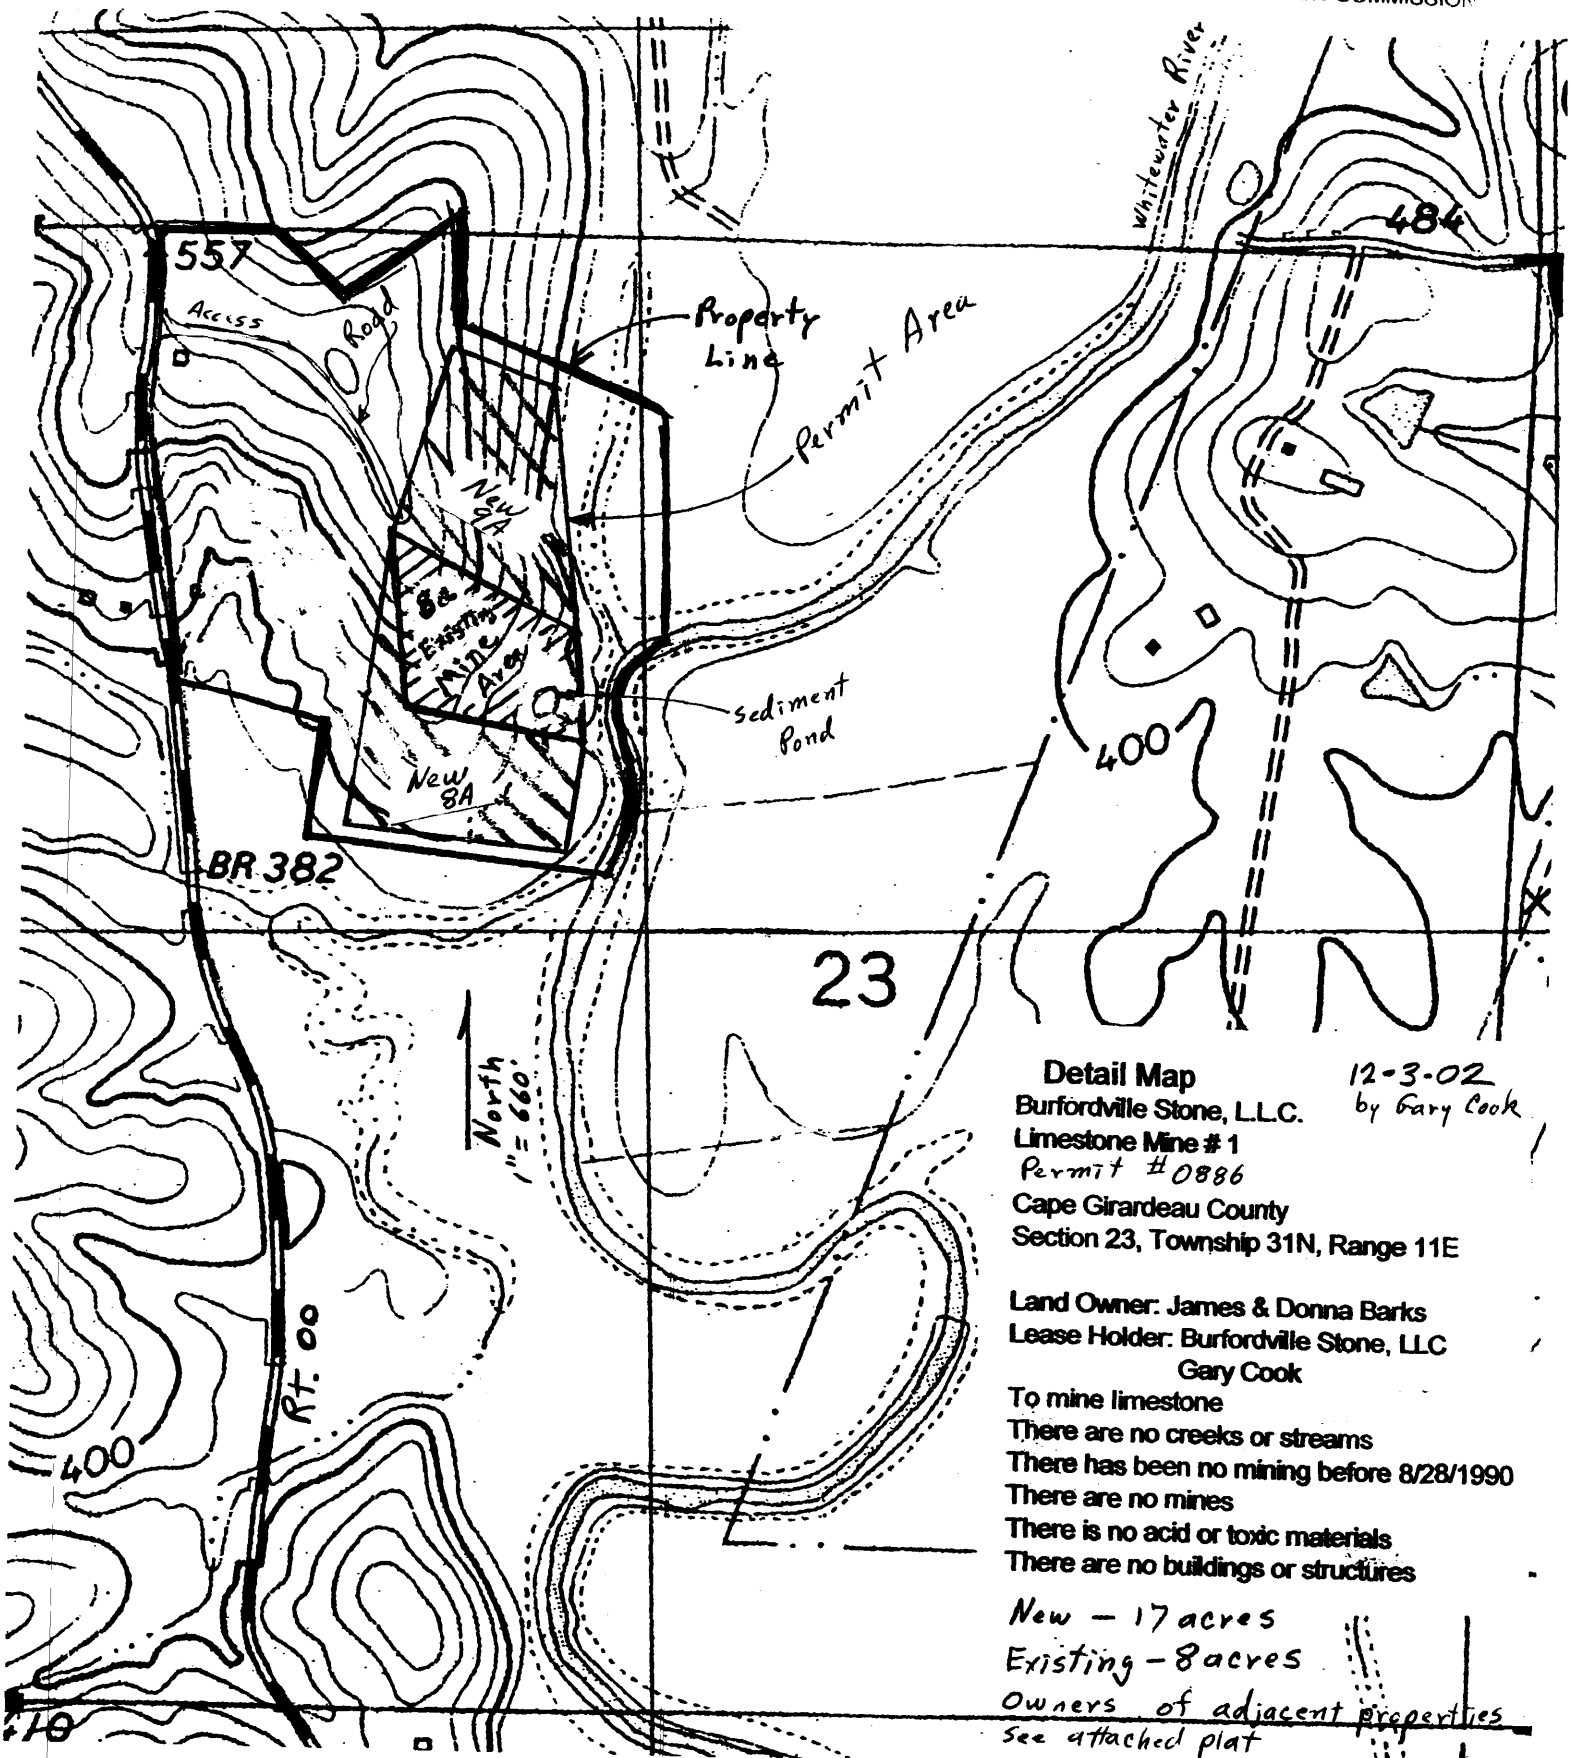 COMMISSION
Whitewater River
484
557
Access
Road
Property
Line
Permit Area
New
9A
8a
Existing
Mine
Area
Sediment
Pond
400
New
8A
BR 382
23
North
1" = 660'
Detail Map
12-3-02
by Gary Cook
Burfordville Stone, L.L.C.
Limestone Mine # 1
Permit # 0886
Cape Girardeau County
Section 23, Township 31N, Range 11E
Land Owner: James & Donna Barks
Lease Holder: Burfordville Stone, LLC
Gary Cook
To mine limestone
There are no creeks or streams
There has been no mining before 8/28/1990
There are no mines
There is no acid or toxic materials
There are no buildings or structures
Rt. OO
400
New - 17 acres
Existing - 8 acres
Owners of adjacent properties
see attached plat